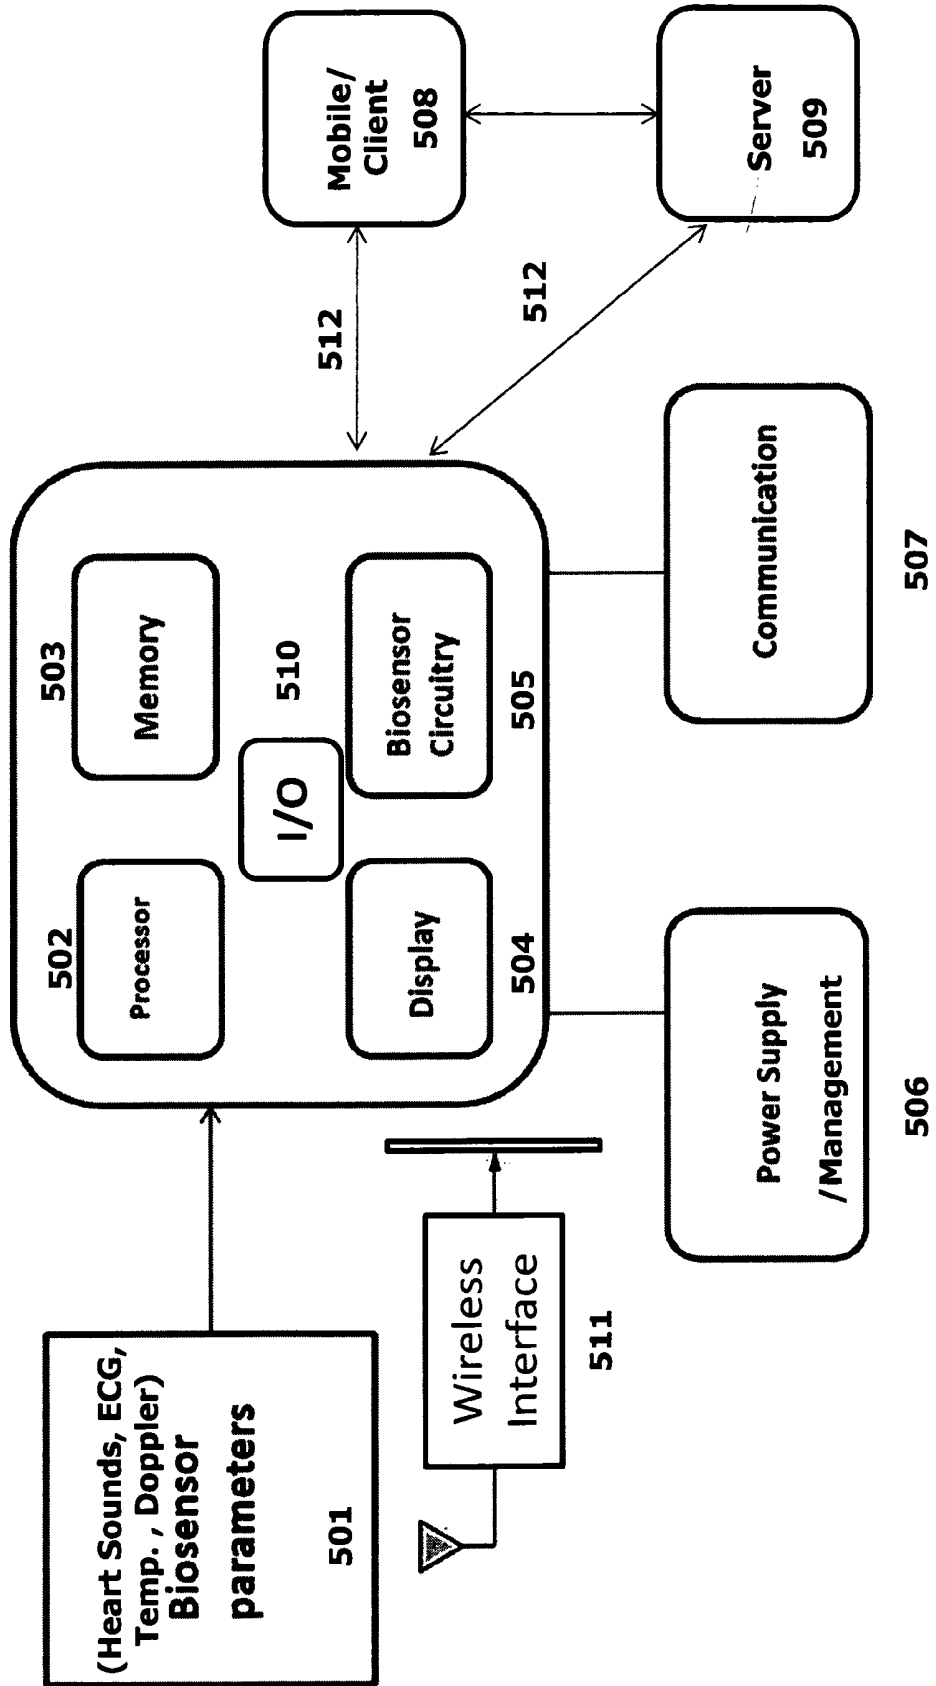 (Heart Sounds, ECG,
Temp. , Doppler)
Biosensor
parameters
501
Wireless
Interface
511
502
Processor
503
Memory
I/O
510
Display
504
Biosensor
Circuitry
505
Power Supply
/Management
506
Communication
507
512
512
Mobile/
Client
508
Server
509